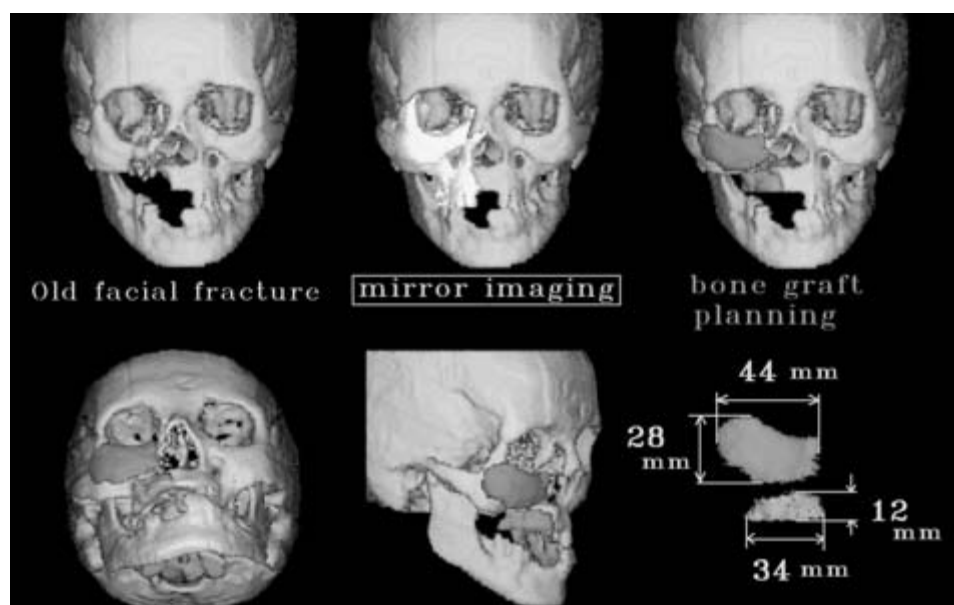 Old facial fracture
mirror imaging
bone graft
planning
44 mm
28
mm
12
mm
34 mm